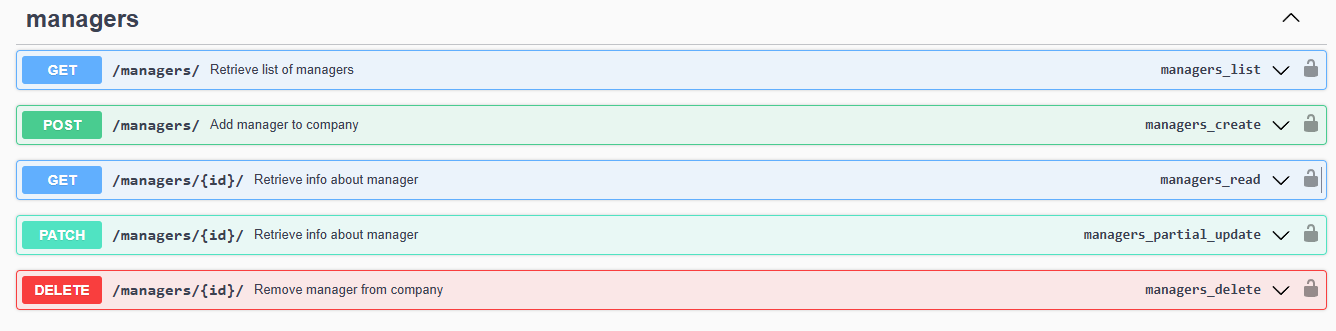 managers
GET /managers/ Retrieve list of managers managers_list
POST /managers/ Add manager to company managers_create
GET /managers/{id}/ Retrieve info about manager managers_read
PATCH /managers/{id}/ Retrieve info about manager managers_partial_update
DELETE /managers/{id}/ Remove manager from company managers_delete